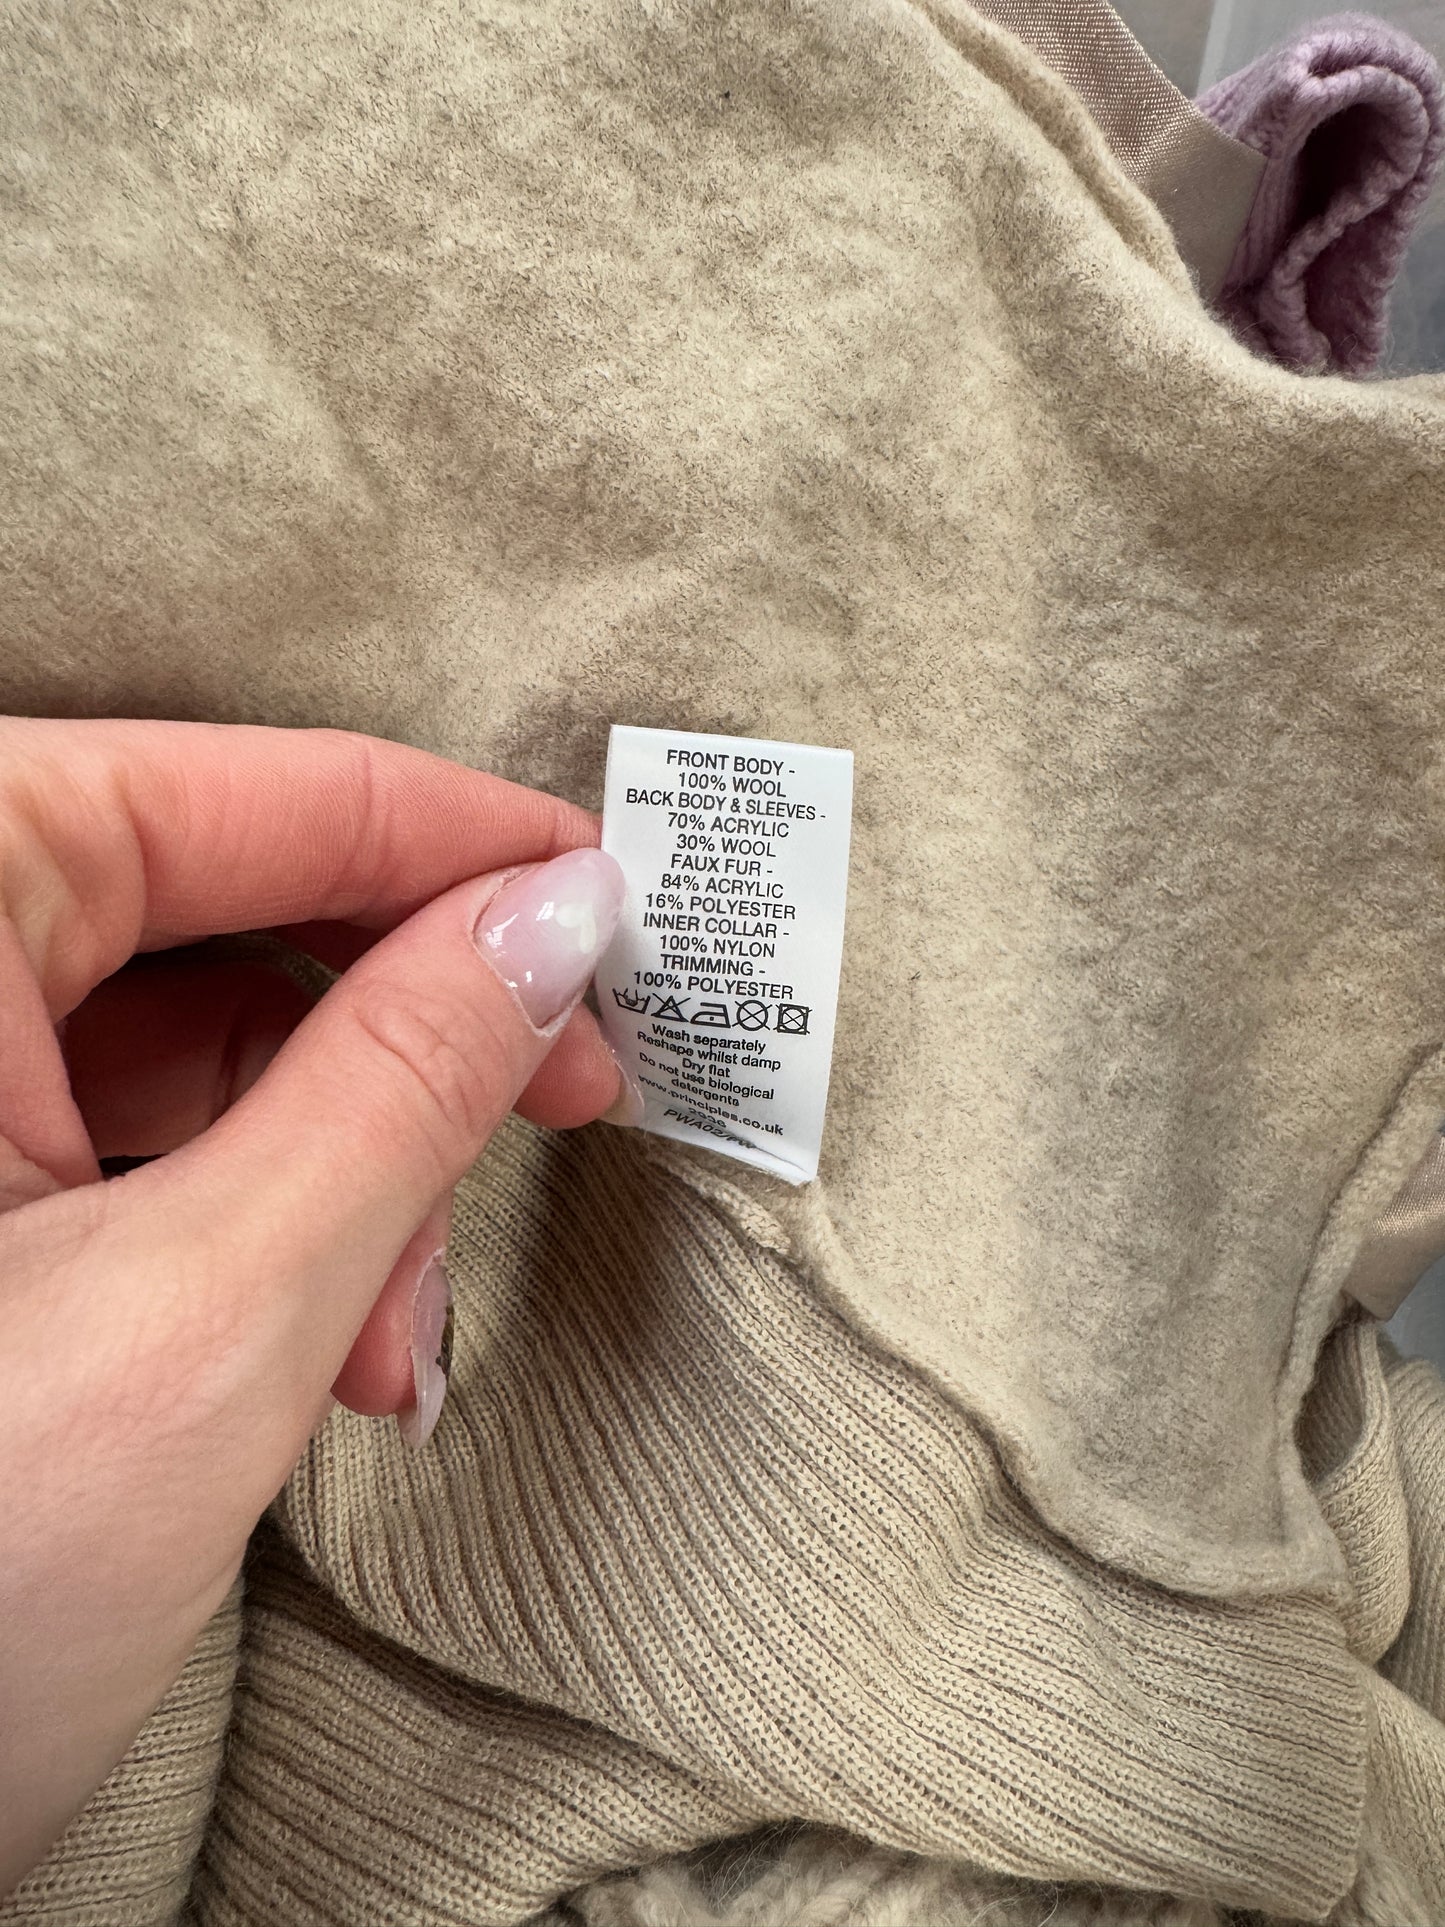 FRONT BODY -
100% WOOL
BACK BODY & SLEEVES -
70% ACRYLIC
30% WOOL
FAUX FUR -
84% ACRYLIC
16% POLYESTER
INNER COLLAR -
100% NYLON
TRIMMING -
100% POLYESTER
Wash separately
Reshape whilst damp
Dry flat
Do not use biological
detergents
www.principles.co.uk